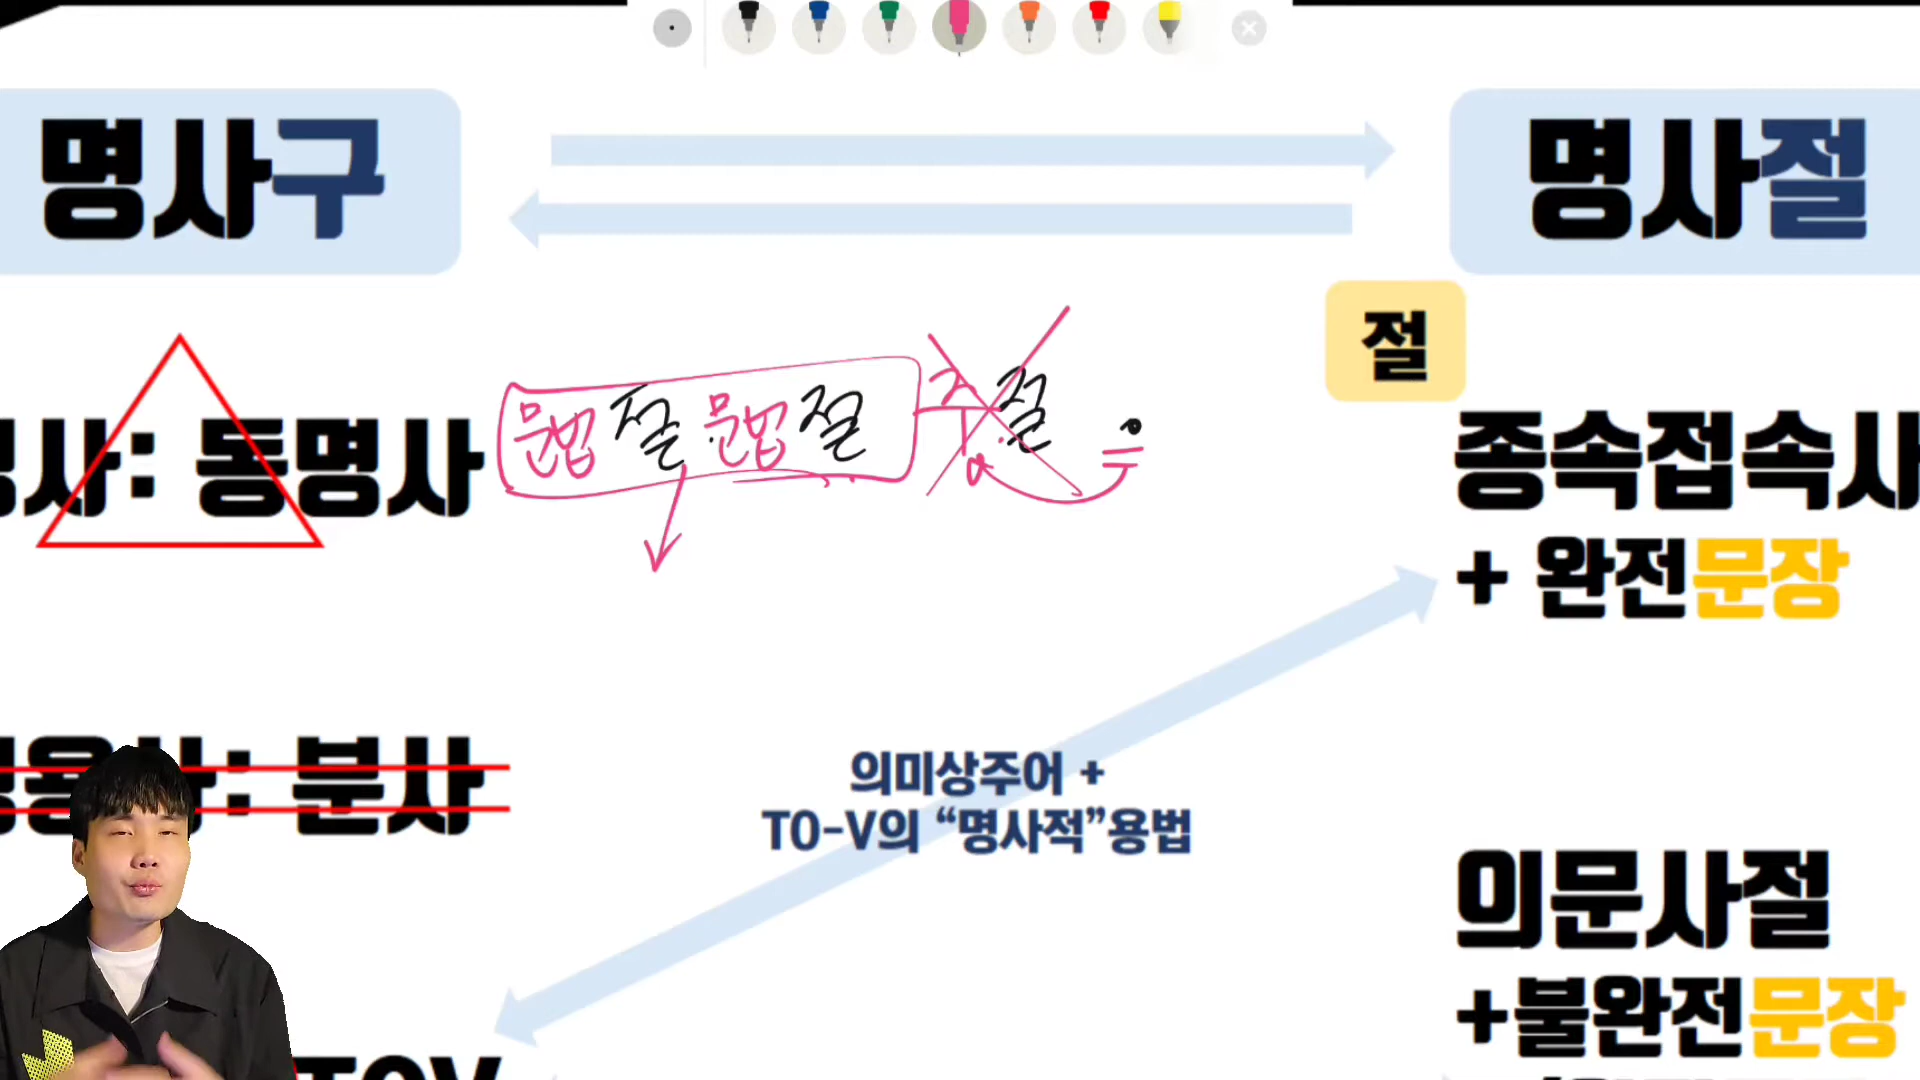 명사구
명사절
절
사: 동명사
문법절 문법절 주절.
종속접속사
+ 완전문장
: 분사
의미상주어 +
TO-V의 “명사적”용법
의문사절
+불완전문장
TOV